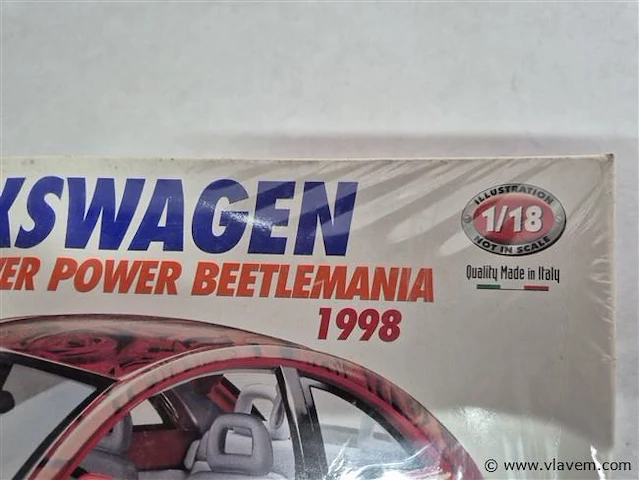 KSWAGEN
ER POWER BEETLEMANIA
1998
ILLUSTRATION
1/18
NOT IN SCALE
Quality Made in Italy
© www.vlavem.com